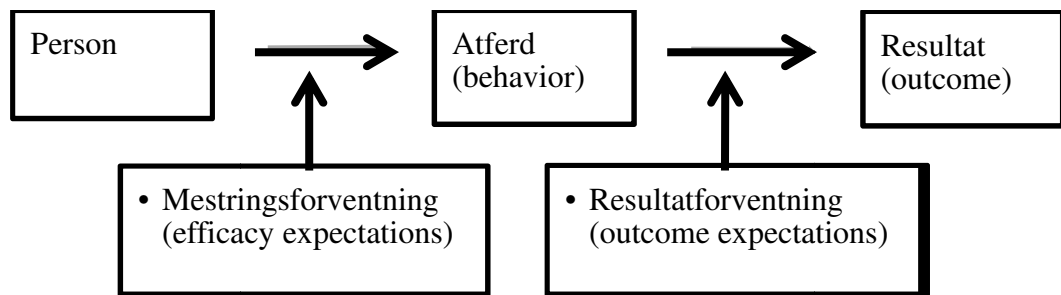 Person
Atferd
(behavior)
Resultat
(outcome)
• Mestringsforventning
(efficacy expectations)
• Resultatforventning
(outcome expectations)